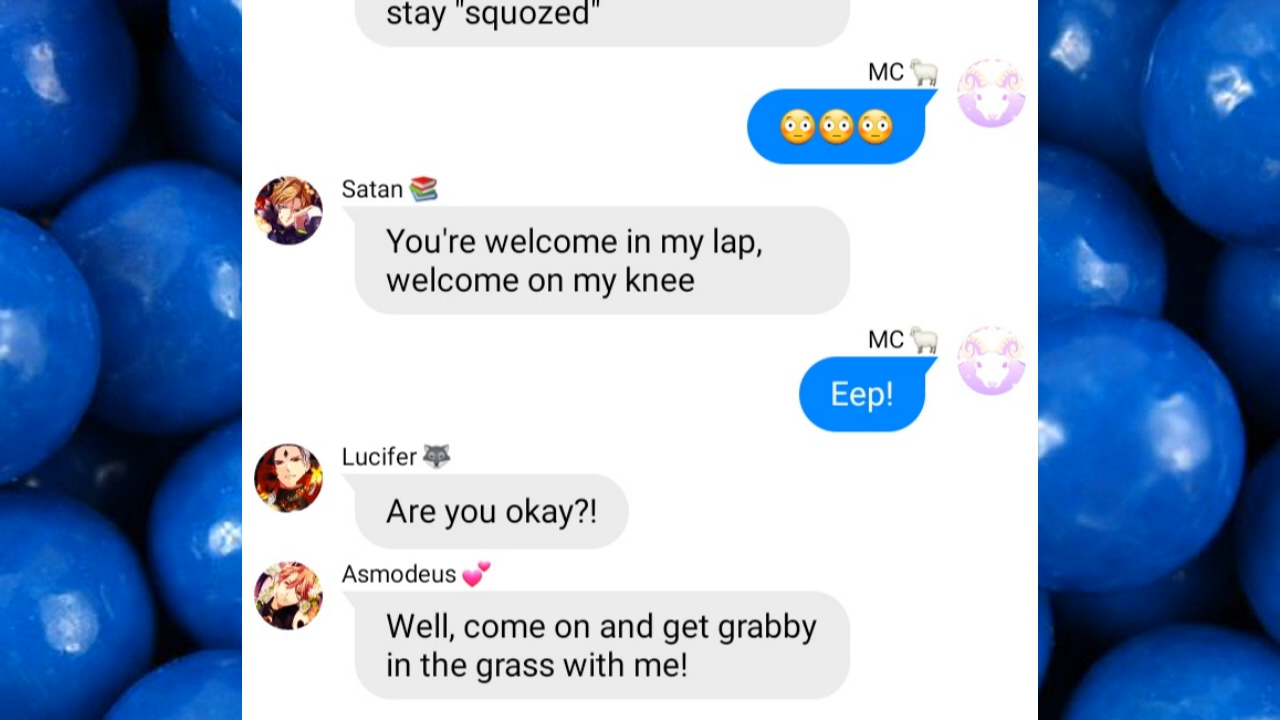 stay "squozed"
MC 🐑
😳😳😳
Satan 📚
You're welcome in my lap,
welcome on my knee
MC 🐑
Eep!
Lucifer 🐺
Are you okay?!
Asmodeus 💕
Well, come on and get grabby
in the grass with me!